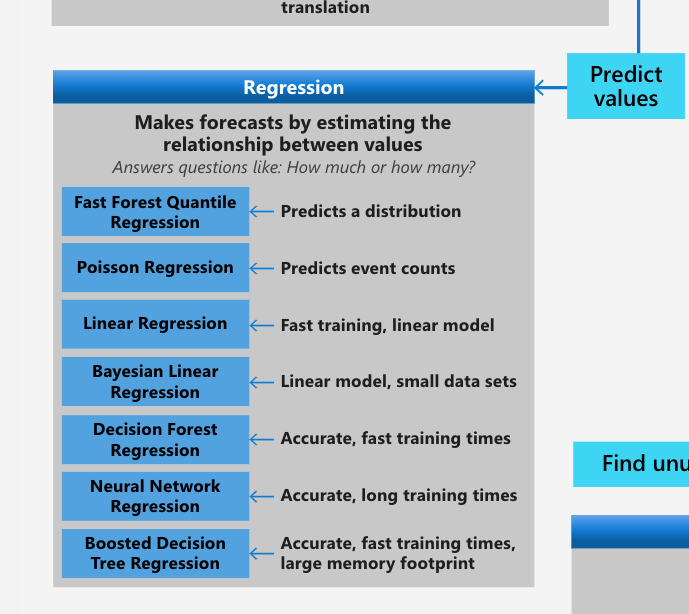 translation
Predict
values
Regression
Makes forecasts by estimating the
relationship between values
Answers questions like: How much or how many?
Fast Forest Quantile
Regression
Predicts a distribution
Poisson Regression
Predicts event counts
Linear Regression
Fast training, linear model
Bayesian Linear
Regression
Linear model, small data sets
Decision Forest
Regression
Accurate, fast training times
Find unu
Neural Network
Regression
Accurate, long training times
Boosted Decision
Tree Regression
Accurate, fast training times,
large memory footprint